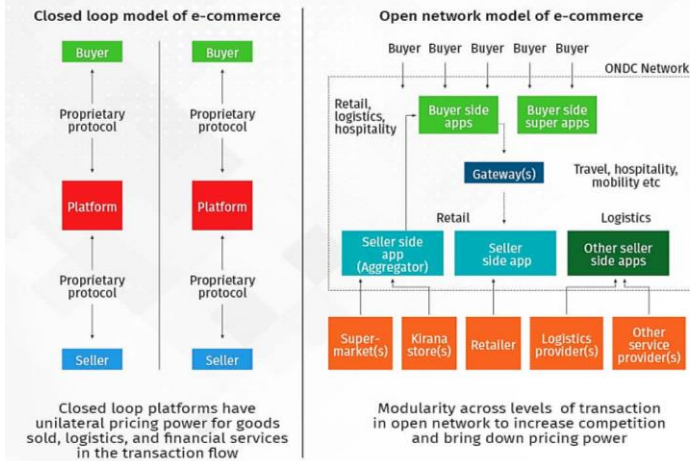 Closed loop model of e-commerce
Buyer
Buyer
Proprietary
protocol
Proprietary
protocol
Platform
Platform
Proprietary
protocol
Proprietary
protocol
Seller
Seller
Closed loop platforms have
unilateral pricing power for goods
sold, logistics, and financial services
in the transaction flow
Open network model of e-commerce
Buyer Buyer Buyer Buyer Buyer
ONDC Network
Retail,
logistics,
hospitality
Buyer side
apps
Buyer side
super apps
Gateway(s)
Travel, hospitality,
mobility etc
Retail
Logistics
Seller side
app
(Aggregator)
Seller
side app
Other seller
side apps
Super-
market(s)
Kirana
store(s)
Retailer
Logistics
provider(s)
Other
service
provider(s)
Modularity across levels of transaction
in open network to increase competition
and bring down pricing power